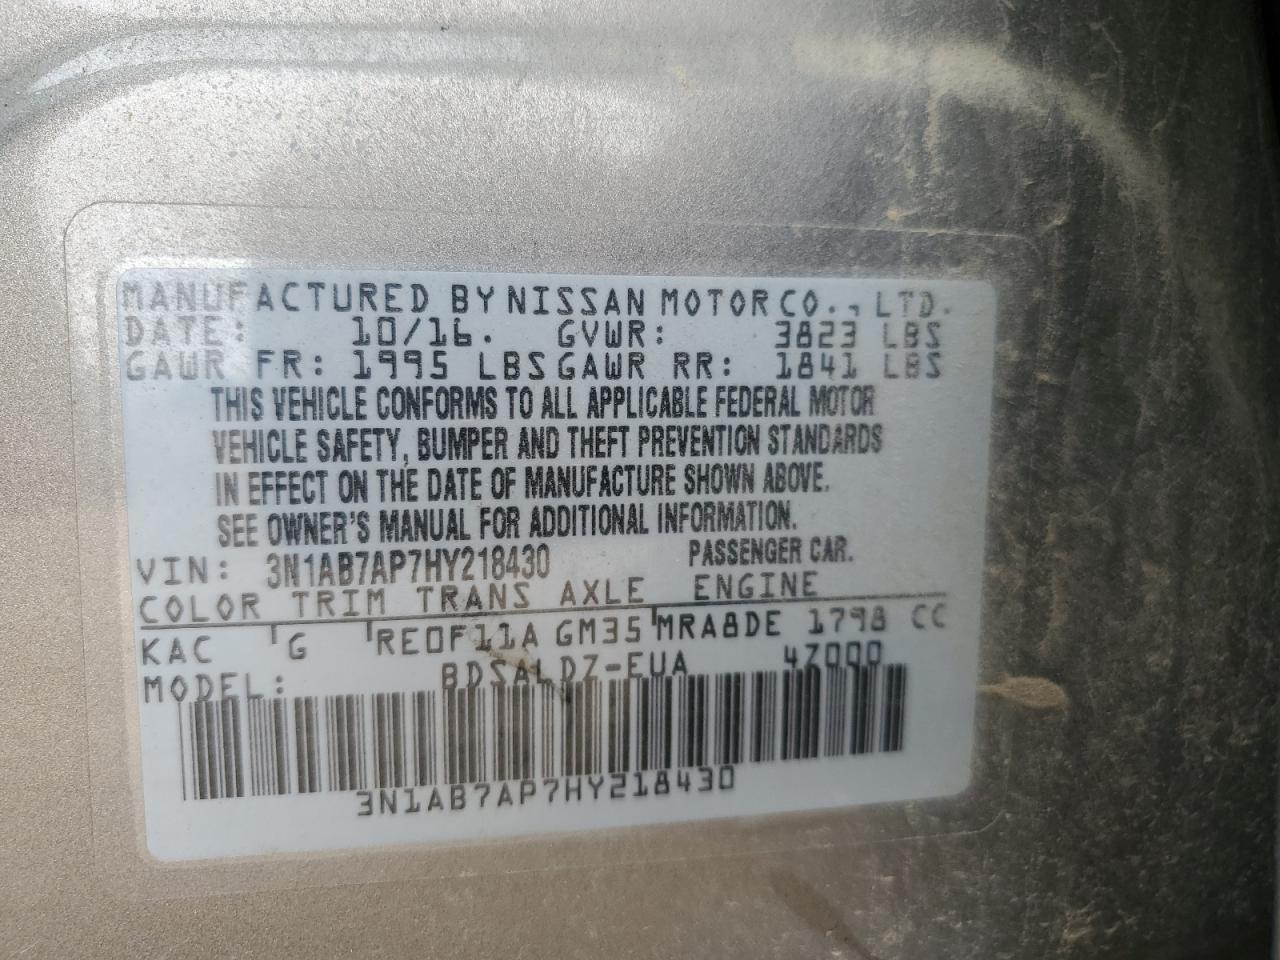 MANUFACTURED BY NISSAN MOTOR CO., LTD.
DATE: 10/16. GVWR: 3823 LBS
GAWR FR: 1995 LBS GAWR RR: 1841 LBS
THIS VEHICLE CONFORMS TO ALL APPLICABLE FEDERAL MOTOR
VEHICLE SAFETY, BUMPER AND THEFT PREVENTION STANDARDS
IN EFFECT ON THE DATE OF MANUFACTURE SHOWN ABOVE.
SEE OWNER'S MANUAL FOR ADDITIONAL INFORMATION.
VIN: 3N1AB7AP7HY218430 PASSENGER CAR.
COLOR TRIM TRANS AXLE ENGINE
KAC G RE0F11A GM35 MRA8DE 1798 CC
MODEL: BDSALDZ-EUA 4Z000
3N1AB7AP7HY218430